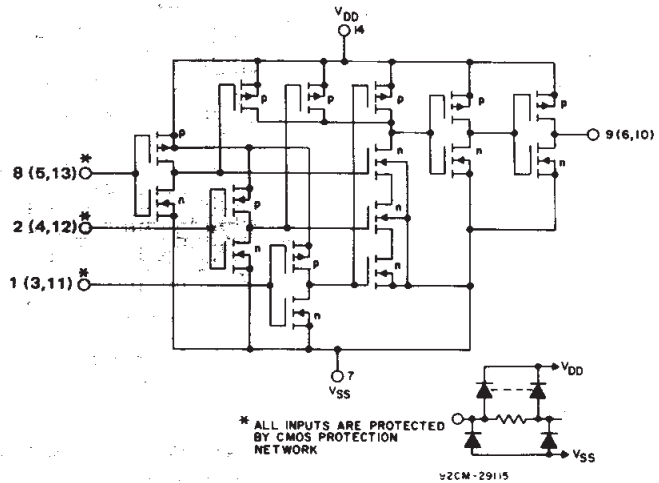 VDD
14
p
p
p
p
p
p
9 (6,10)
8 (5,13) *
n
n
n
n
2 (4,12) *
p
n
n
1 (3,11) *
p
n
n
7
VSS
VDD
* ALL INPUTS ARE PROTECTED
BY CMOS PROTECTION
NETWORK
VSS
92CM-29115